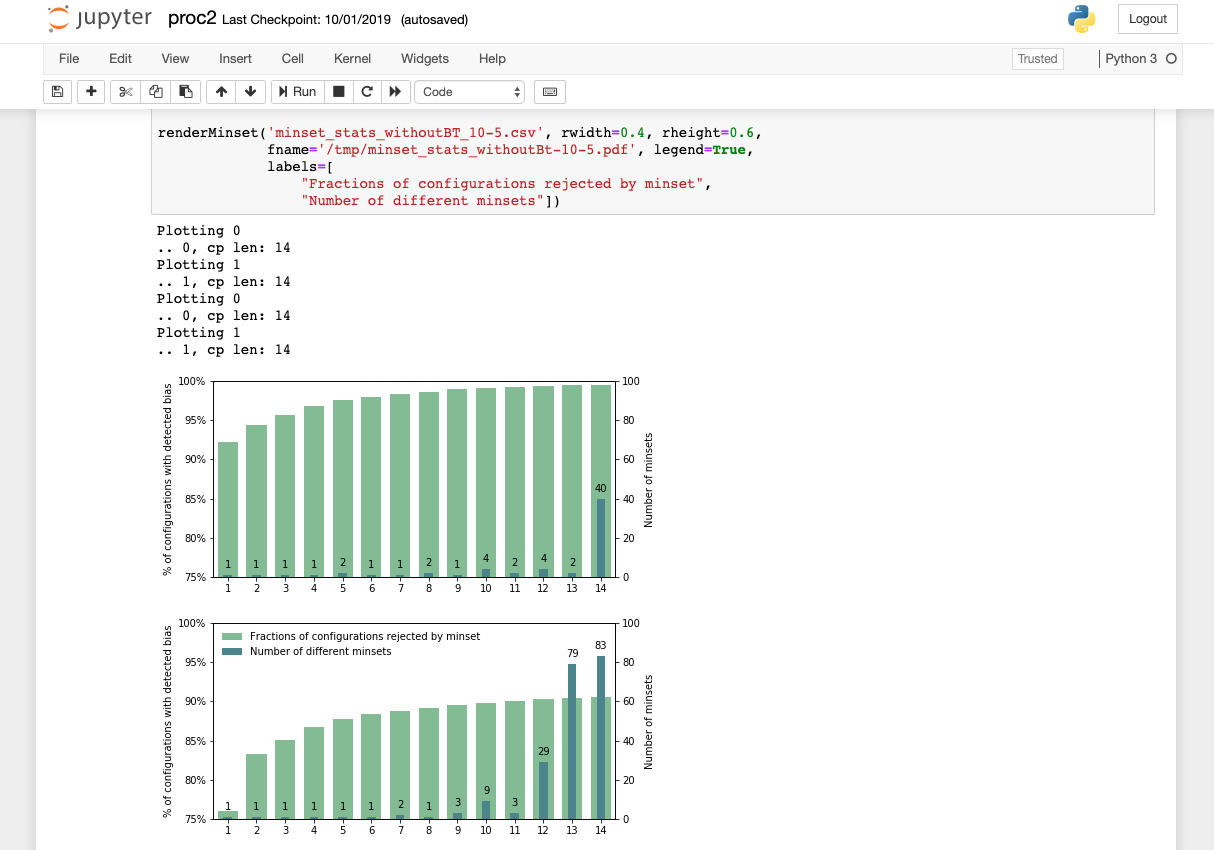 jupyter proc2 Last Checkpoint: 10/01/2019 (autosaved)
Logout
File Edit View Insert Cell Kernel Widgets Help
Trusted
Python 3
Run
Code
renderMinset('minset_stats_withoutBT_10-5.csv', rwidth=0.4, rheight=0.6,
fname='/tmp/minset_stats_withoutBt-10-5.pdf', legend=True,
labels=[
"Fractions of configurations rejected by minset",
"Number of different minsets"])
Plotting 0
.. 0, cp len: 14
Plotting 1
.. 1, cp len: 14
Plotting 0
.. 0, cp len: 14
Plotting 1
.. 1, cp len: 14
% of configurations with detected bias
100%
95%
90%
85%
80%
75%
1 1 1 1 2 1 1 2 1 4 2 4 2 40
1 2 3 4 5 6 7 8 9 10 11 12 13 14
100
80
60
40
20
0
Number of minsets
% of configurations with detected bias
100%
95%
90%
85%
80%
75%
Fractions of configurations rejected by minset
Number of different minsets
1 1 1 1 1 1 2 1 3 9 3 29 79 83
1 2 3 4 5 6 7 8 9 10 11 12 13 14
100
80
60
40
20
0
Number of minsets